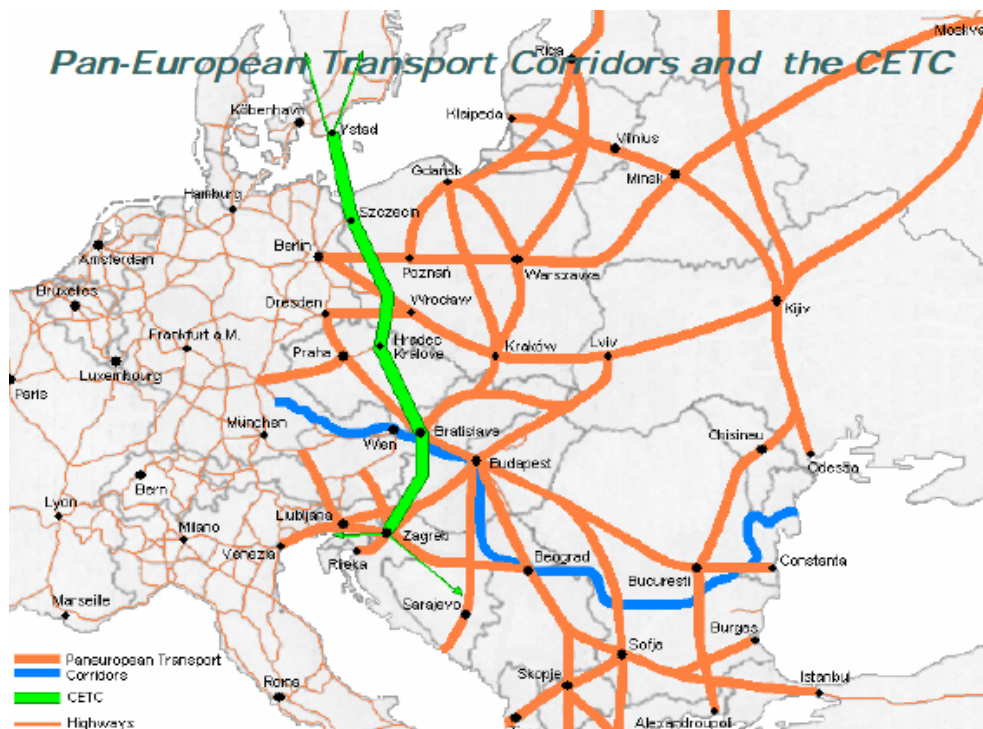 Pan-European Transport Corridors and the CETC
Riga
Moskva
København
Klaipeda
Ystad
Vilnius
Gdańsk
Minsk
Hamburg
Szczecin
Berlin
Amsterdam
Poznań
Warszawa
Bruxelles
Dresden
Wrocław
Kijiv
Frankfurt a.M.
Hradec
Kralove
Praha
Kraków
Lviv
Luxembourg
Paris
München
Wien
Bratislava
Chisineu
Budapest
Odessa
Bern
Lyon
Lubljana
Milano
Zagreb
Venezia
Rijeka
Beograd
Constanta
Bucuresti
Marseille
Sarajevo
Burgas
Sofja
Paneuropean Transport
Corridors
Skopje
Istanbul
Roma
CETC
Highways
Alexandroupoli